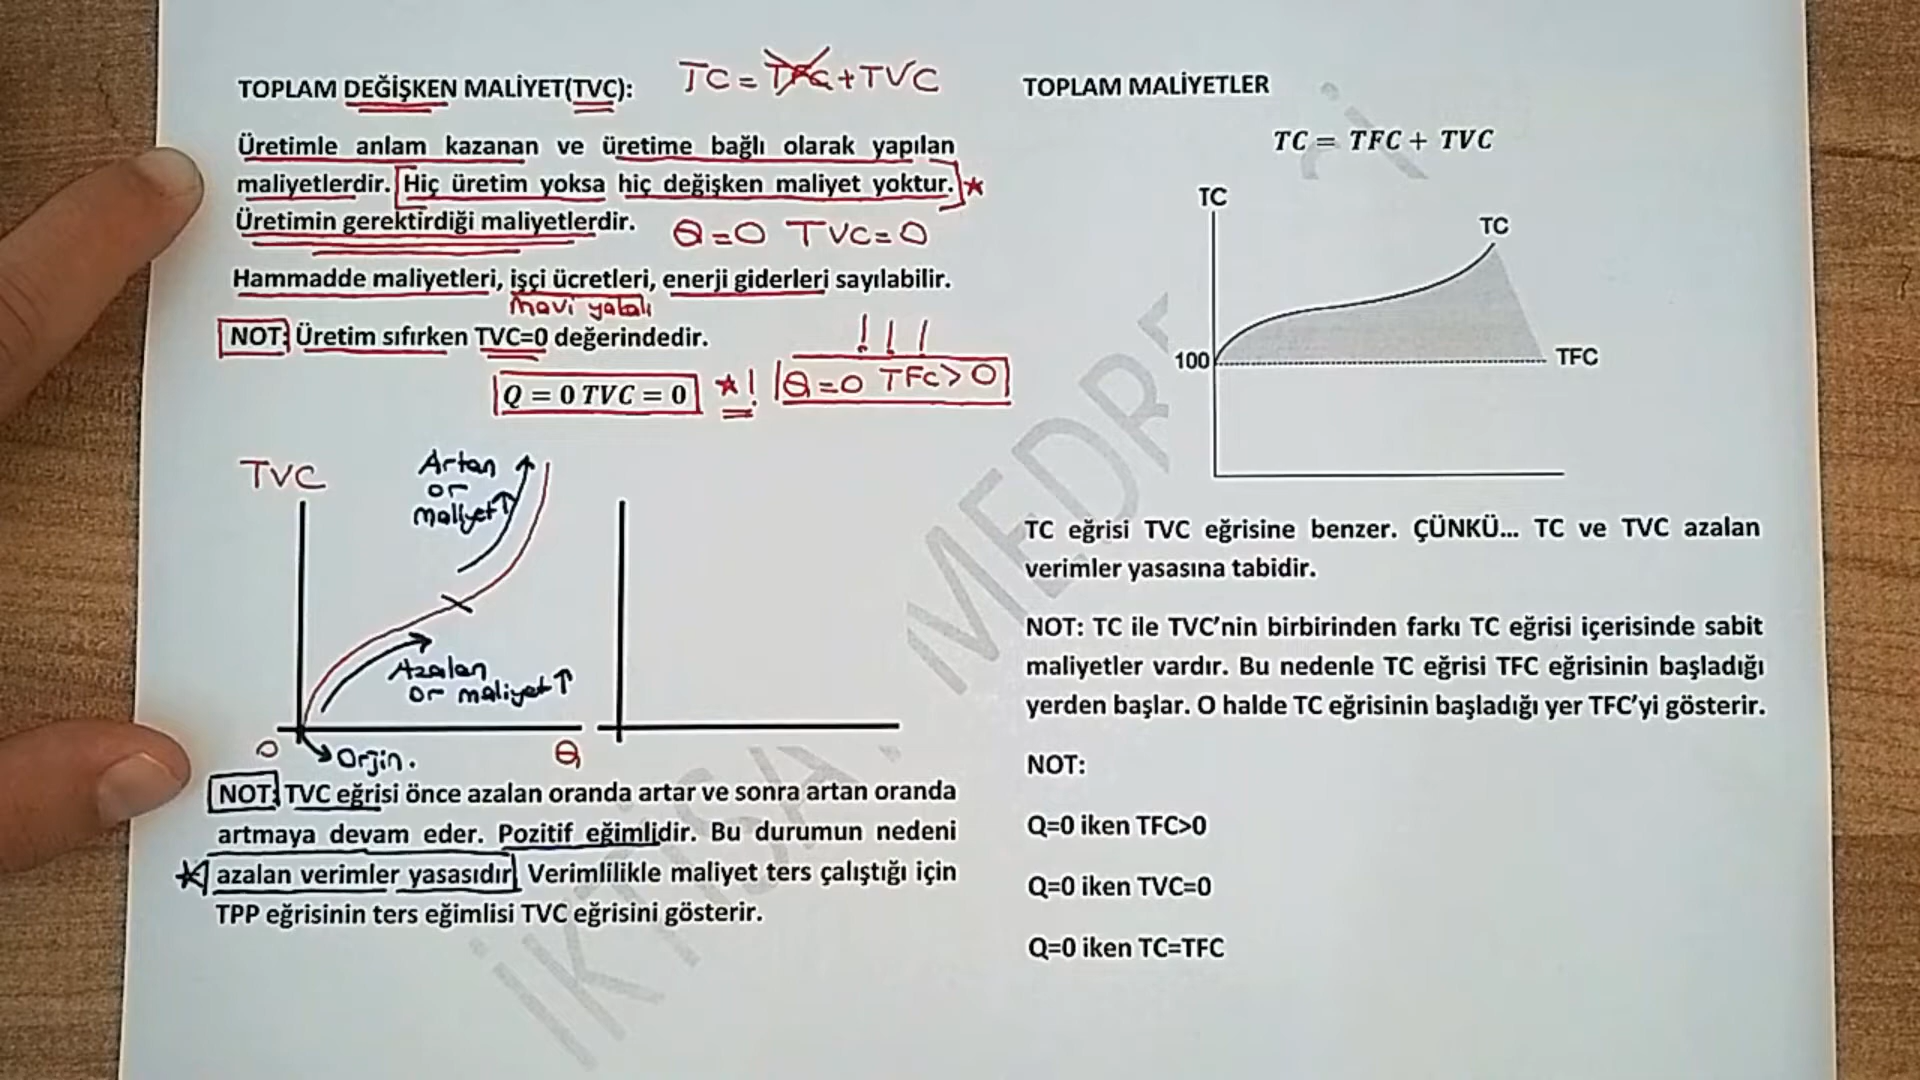 TOPLAM DEĞİŞKEN MALİYET(TVC):
TC = TFC + TVC
Üretimle anlam kazanan ve üretime bağlı olarak yapılan
maliyetlerdir. Hiç üretim yoksa hiç değişken maliyet yoktur.
Üretimin gerektirdiği maliyetlerdir.
Q=0 TVC=0
Hammadde maliyetleri, işçi ücretleri, enerji giderleri sayılabilir.
mavi yakalı
NOT: Üretim sıfırken TVC=0 değerindedir.
!!!
Q = 0 TVC = 0
!
Q=0 TFC>0
TVC
Artan
or
maliyet↑
Azalan
or maliyet↑
O
Orjin.
Q
NOT: TVC eğrisi önce azalan oranda artar ve sonra artan oranda
artmaya devam eder. Pozitif eğimlidir. Bu durumun nedeni
azalan verimler yasasıdır. Verimlilikle maliyet ters çalıştığı için
TPP eğrisinin ters eğimlisi TVC eğrisini gösterir.
TOPLAM MALİYETLER
TC = TFC + TVC
TC
TC
100
TFC
TC eğrisi TVC eğrisine benzer. ÇÜNKÜ... TC ve TVC azalan
verimler yasasına tabidir.
NOT: TC ile TVC'nin birbirinden farkı TC eğrisi içerisinde sabit
maliyetler vardır. Bu nedenle TC eğrisi TFC eğrisinin başladığı
yerden başlar. O halde TC eğrisinin başladığı yer TFC'yi gösterir.
NOT:
Q=0 iken TFC>0
Q=0 iken TVC=0
Q=0 iken TC=TFC